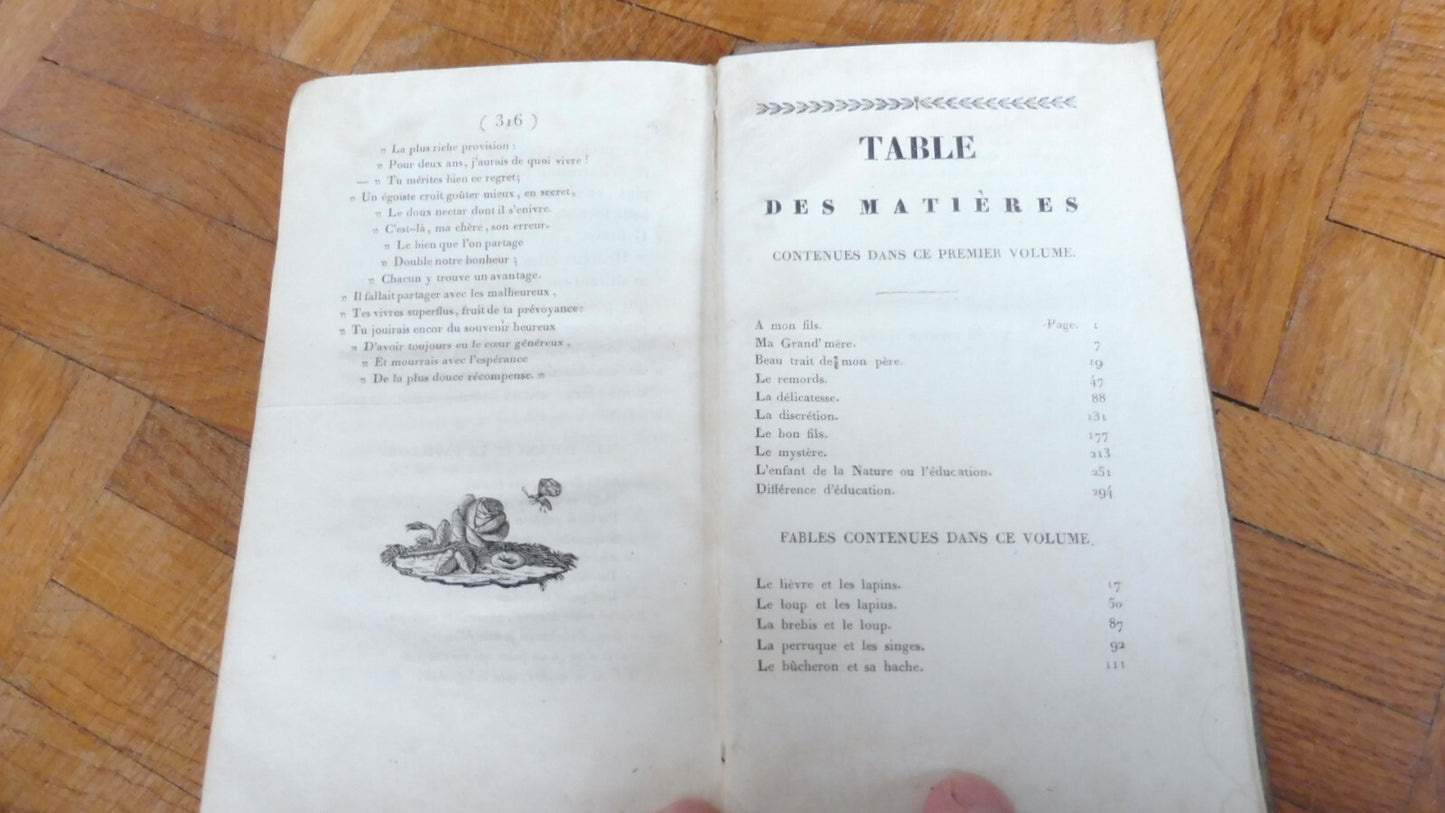 ( 316 )
» La plus riche provision :
» Pour deux ans, j'aurais de quoi vivre !
— » Tu mérites bien ce regret ;
» Un égoiste croit goûter mieux, en secret,
» Le doux nectar dont il s'enivre.
» C'est-là, ma chère, son erreur.
» Le bien que l'on partage
» Double notre bonheur ;
» Chacun y trouve un avantage.
» Il fallait partager avec les malheureux,
» Tes vivres superflus, fruit de ta prévoyance :
» Tu jouirais encor du souvenir heureux
» D'avoir toujours eu le cœur généreux,
» Et mourrais avec l'espérance
» De la plus douce récompense. »
TABLE
DES MATIÈRES
CONTENUES DANS CE PREMIER VOLUME.
A mon fils. Page. 1
Ma Grand'mère. 7
Beau trait de mon père. 19
Le remords. 47
La délicatesse. 88
La discrétion. 131
Le bon fils. 177
Le mystère. 213
L'enfant de la Nature ou l'éducation. 251
Différence d'éducation. 294
FABLES CONTENUES DANS CE VOLUME.
Le lièvre et les lapins. 17
Le loup et les lapins. 50
La brebis et le loup. 87
La perruque et les singes. 92
Le bûcheron et sa hache. 111